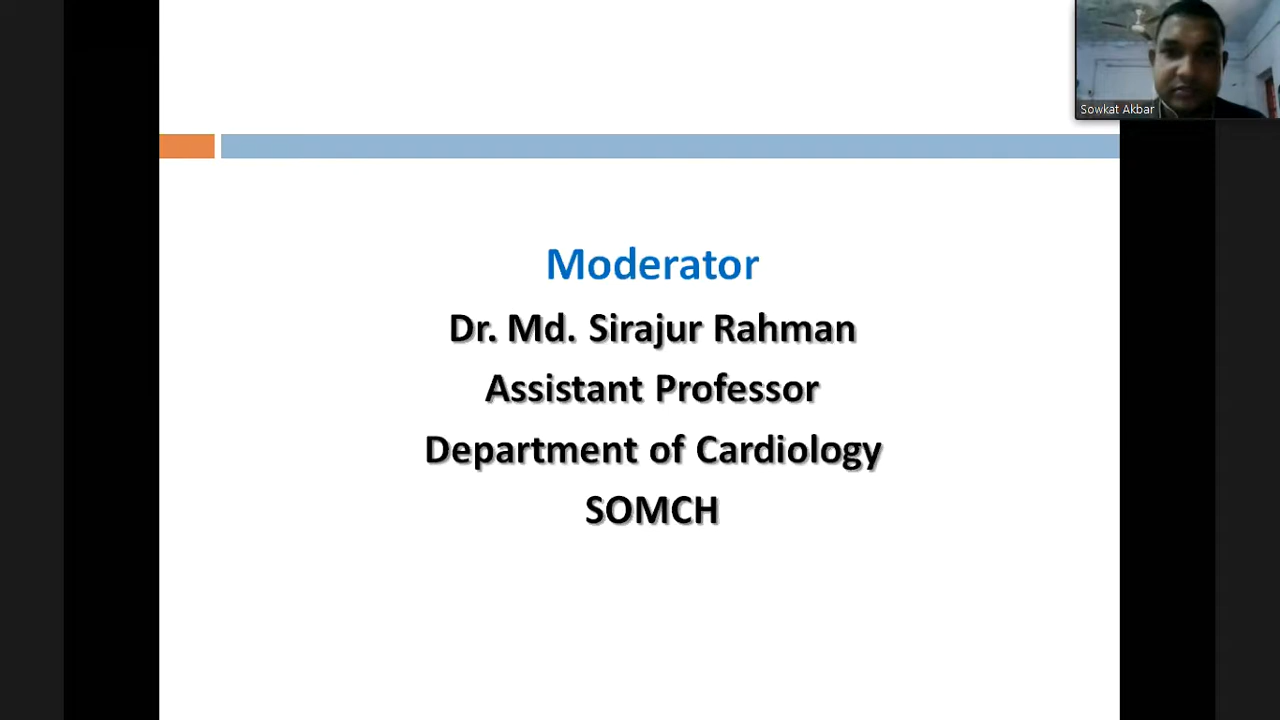 Sowkat Akbar
Moderator
Dr. Md. Sirajur Rahman
Assistant Professor
Department of Cardiology
SOMCH